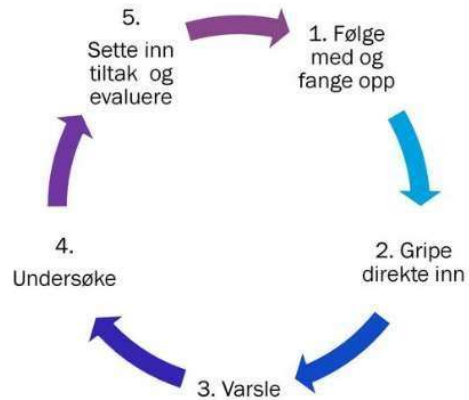 1. Følge
med og
fange opp
2. Gripe
direkte inn
3. Varsle
4.
Undersøke
5.
Sette inn
tiltak og
evaluere